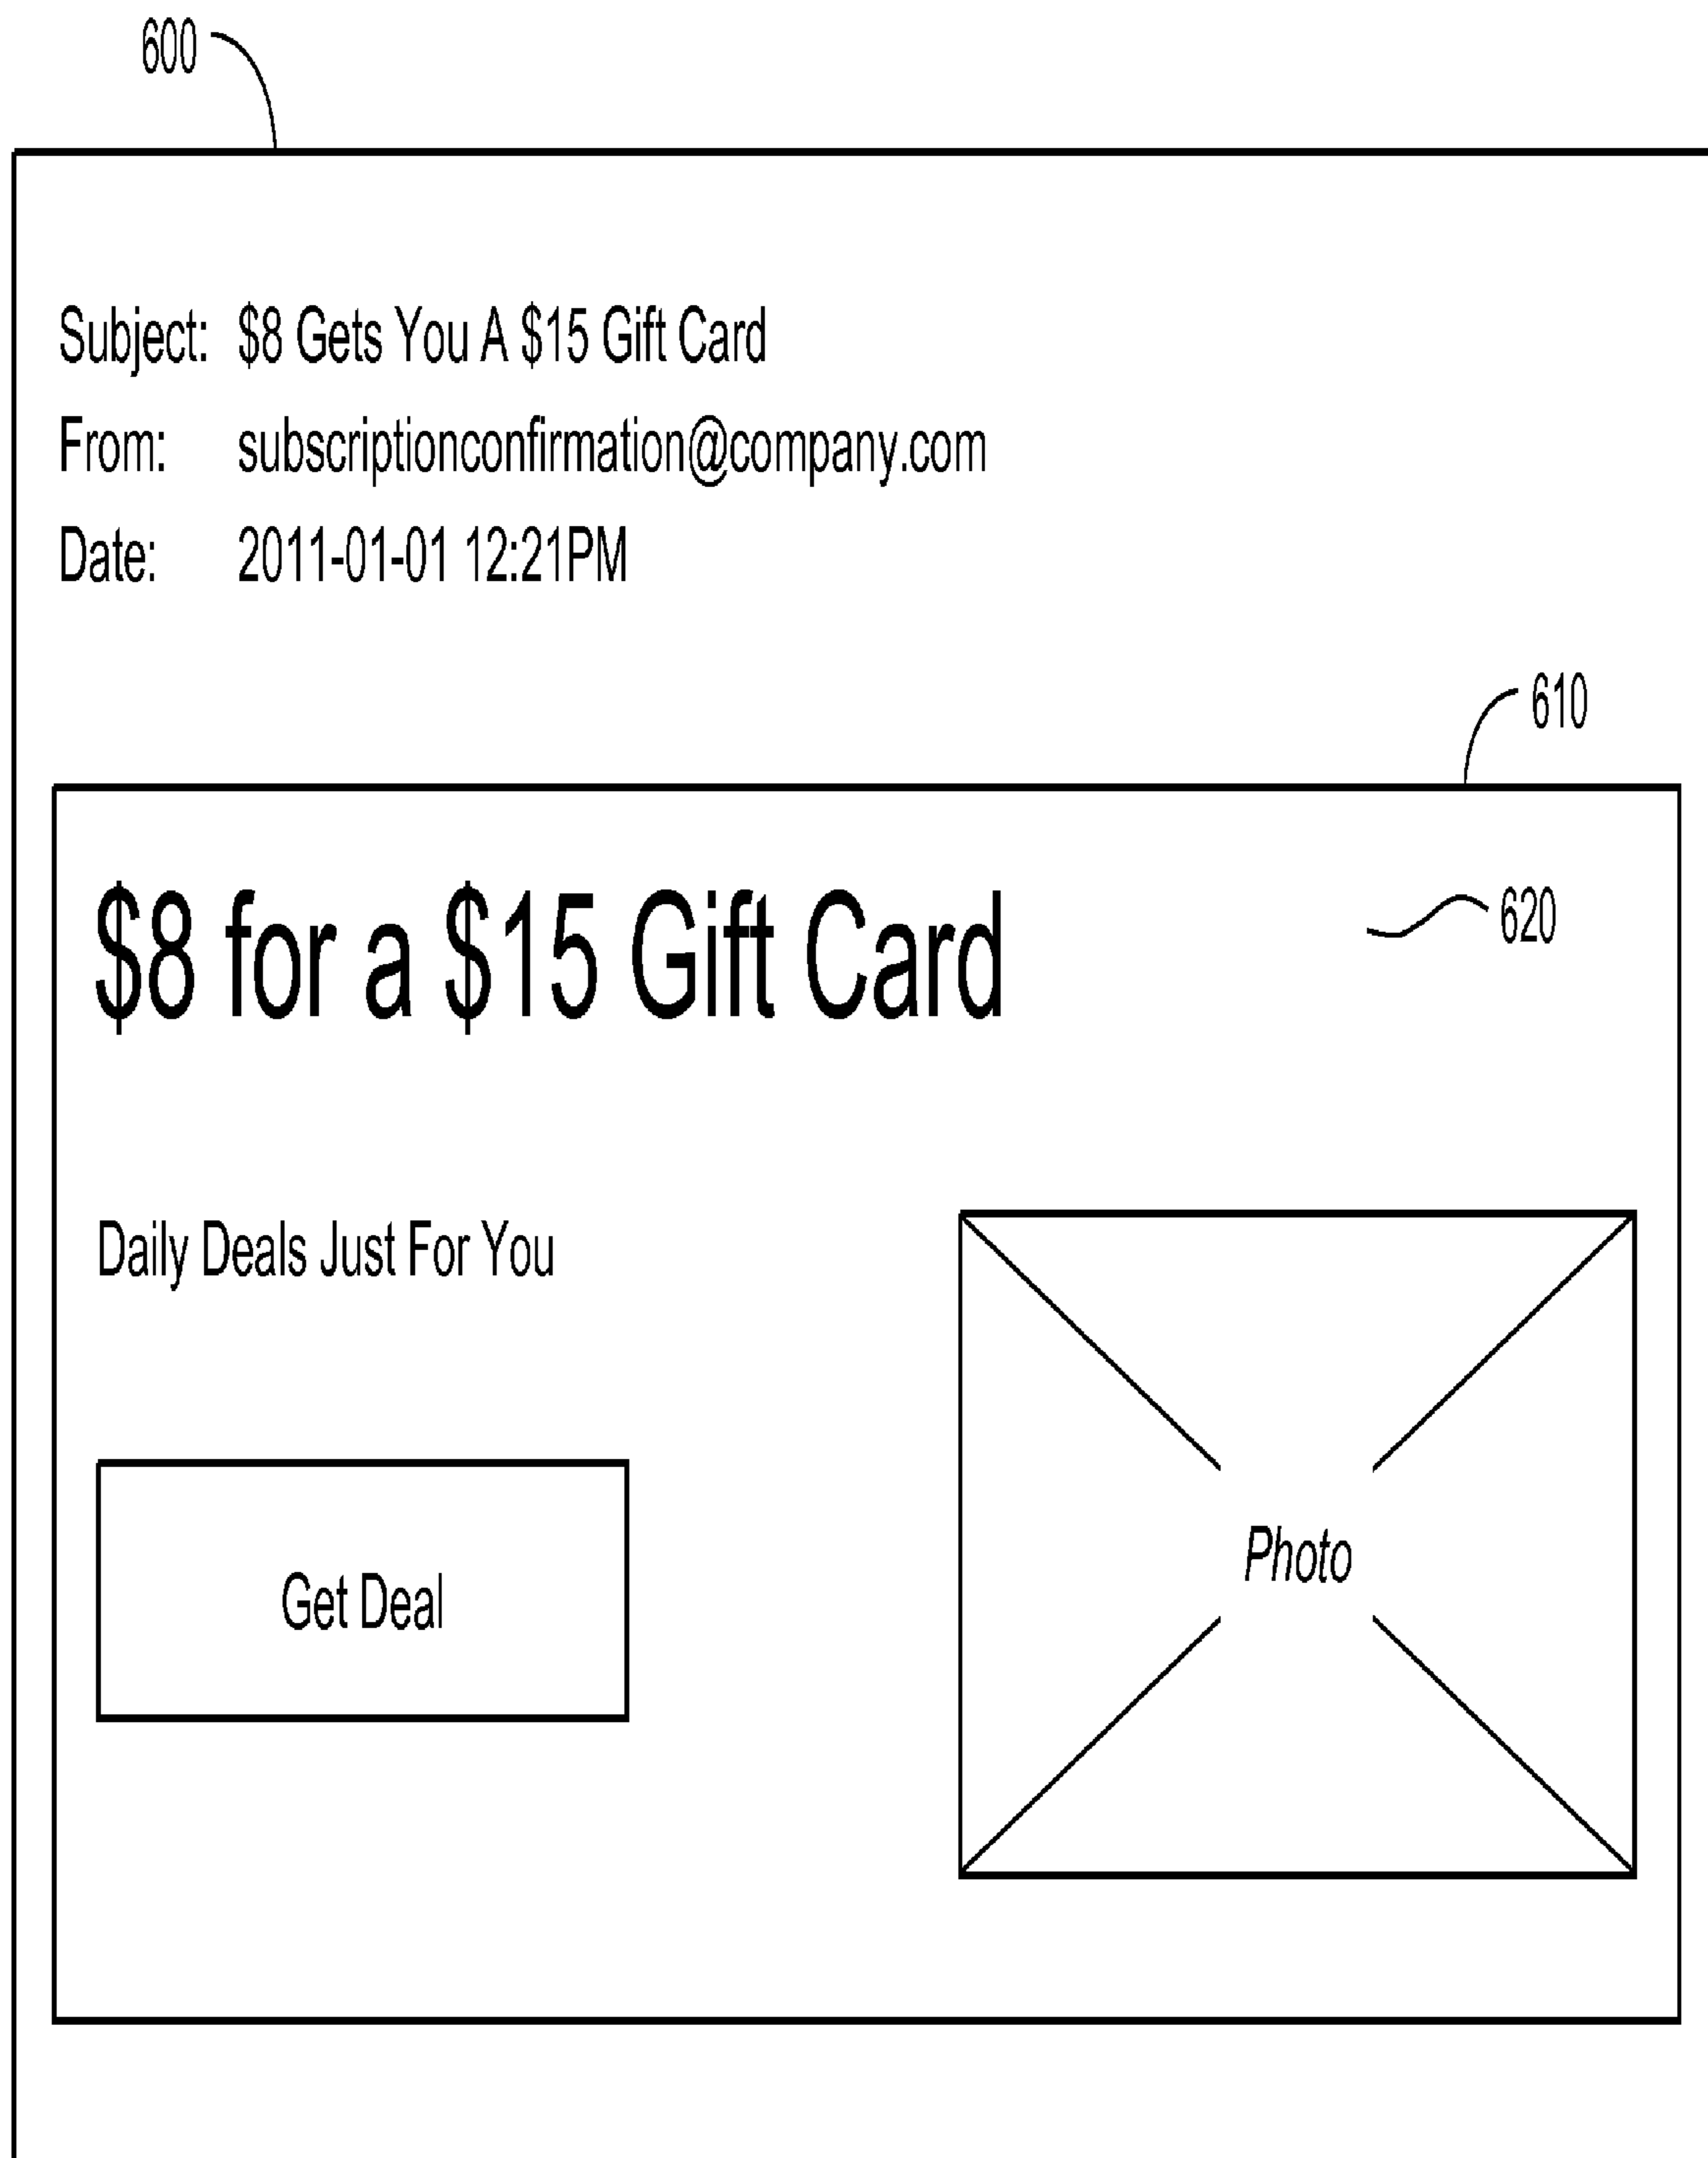 600
Subject: $8 Gets You A $15 Gift Card
From: subscriptionconfirmation@company.com
Date: 2011-01-01 12:21PM
610
$8 for a $15 Gift Card
620
Daily Deals Just For You
Get Deal
Photo